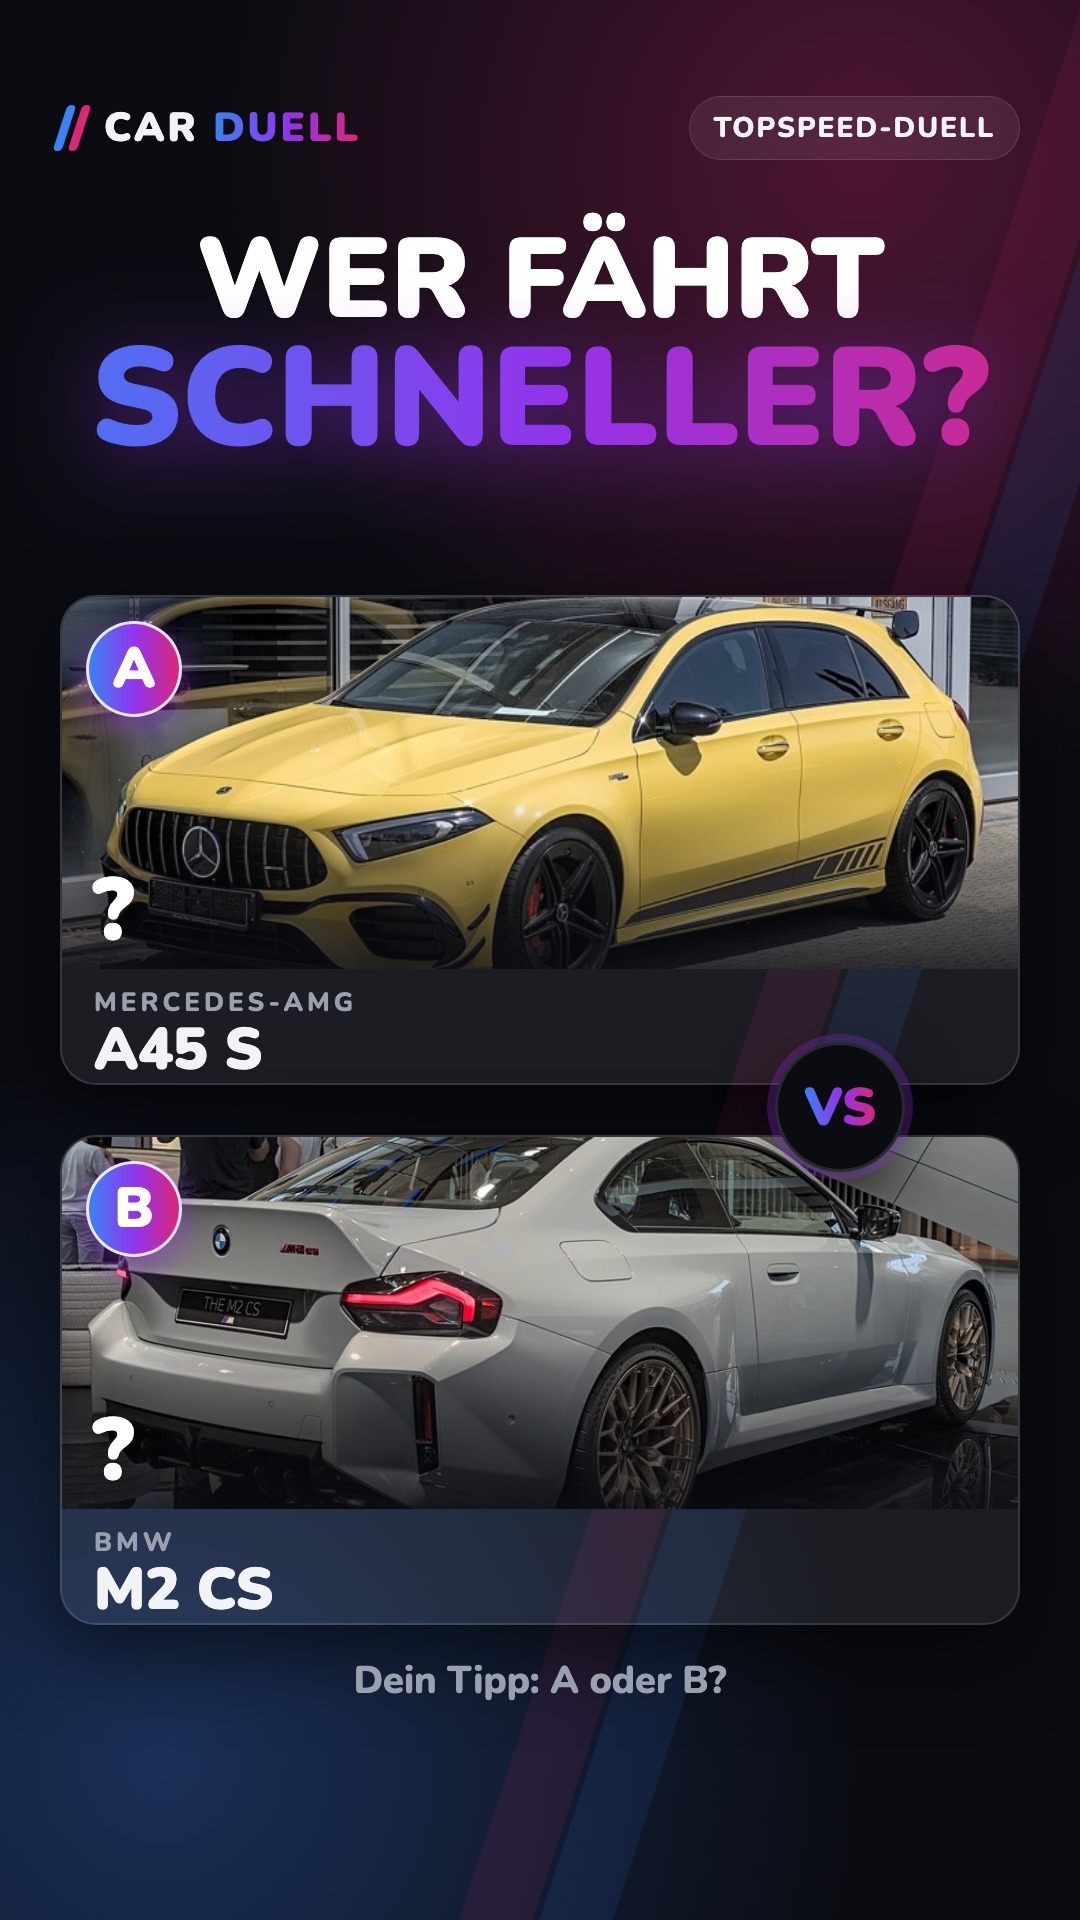 // CAR DUELL
TOPSPEED-DUELL
WER FÄHRT
SCHNELLER?
A
?
MERCEDES-AMG
A45 S
VS
B
THE M2 CS
?
BMW
M2 CS
Dein Tipp: A oder B?